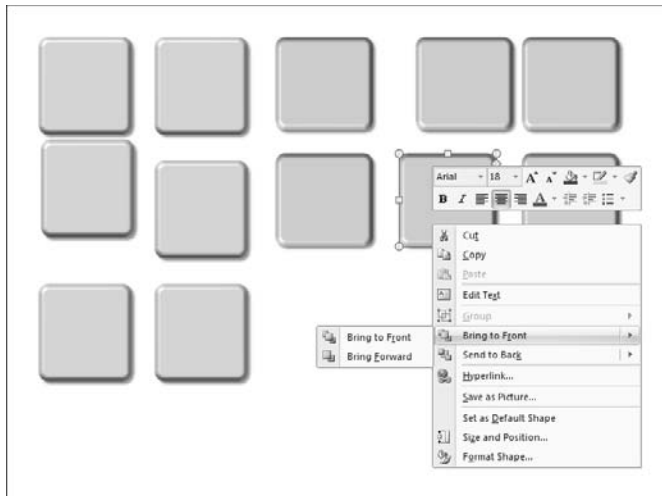 Arial 18 A A
B I A
Cut
Copy
Paste
Edit Text
Group
Bring to Front
Bring to Front
Bring Forward
Send to Back
Hyperlink...
Save as Picture...
Set as Default Shape
Size and Position...
Format Shape...